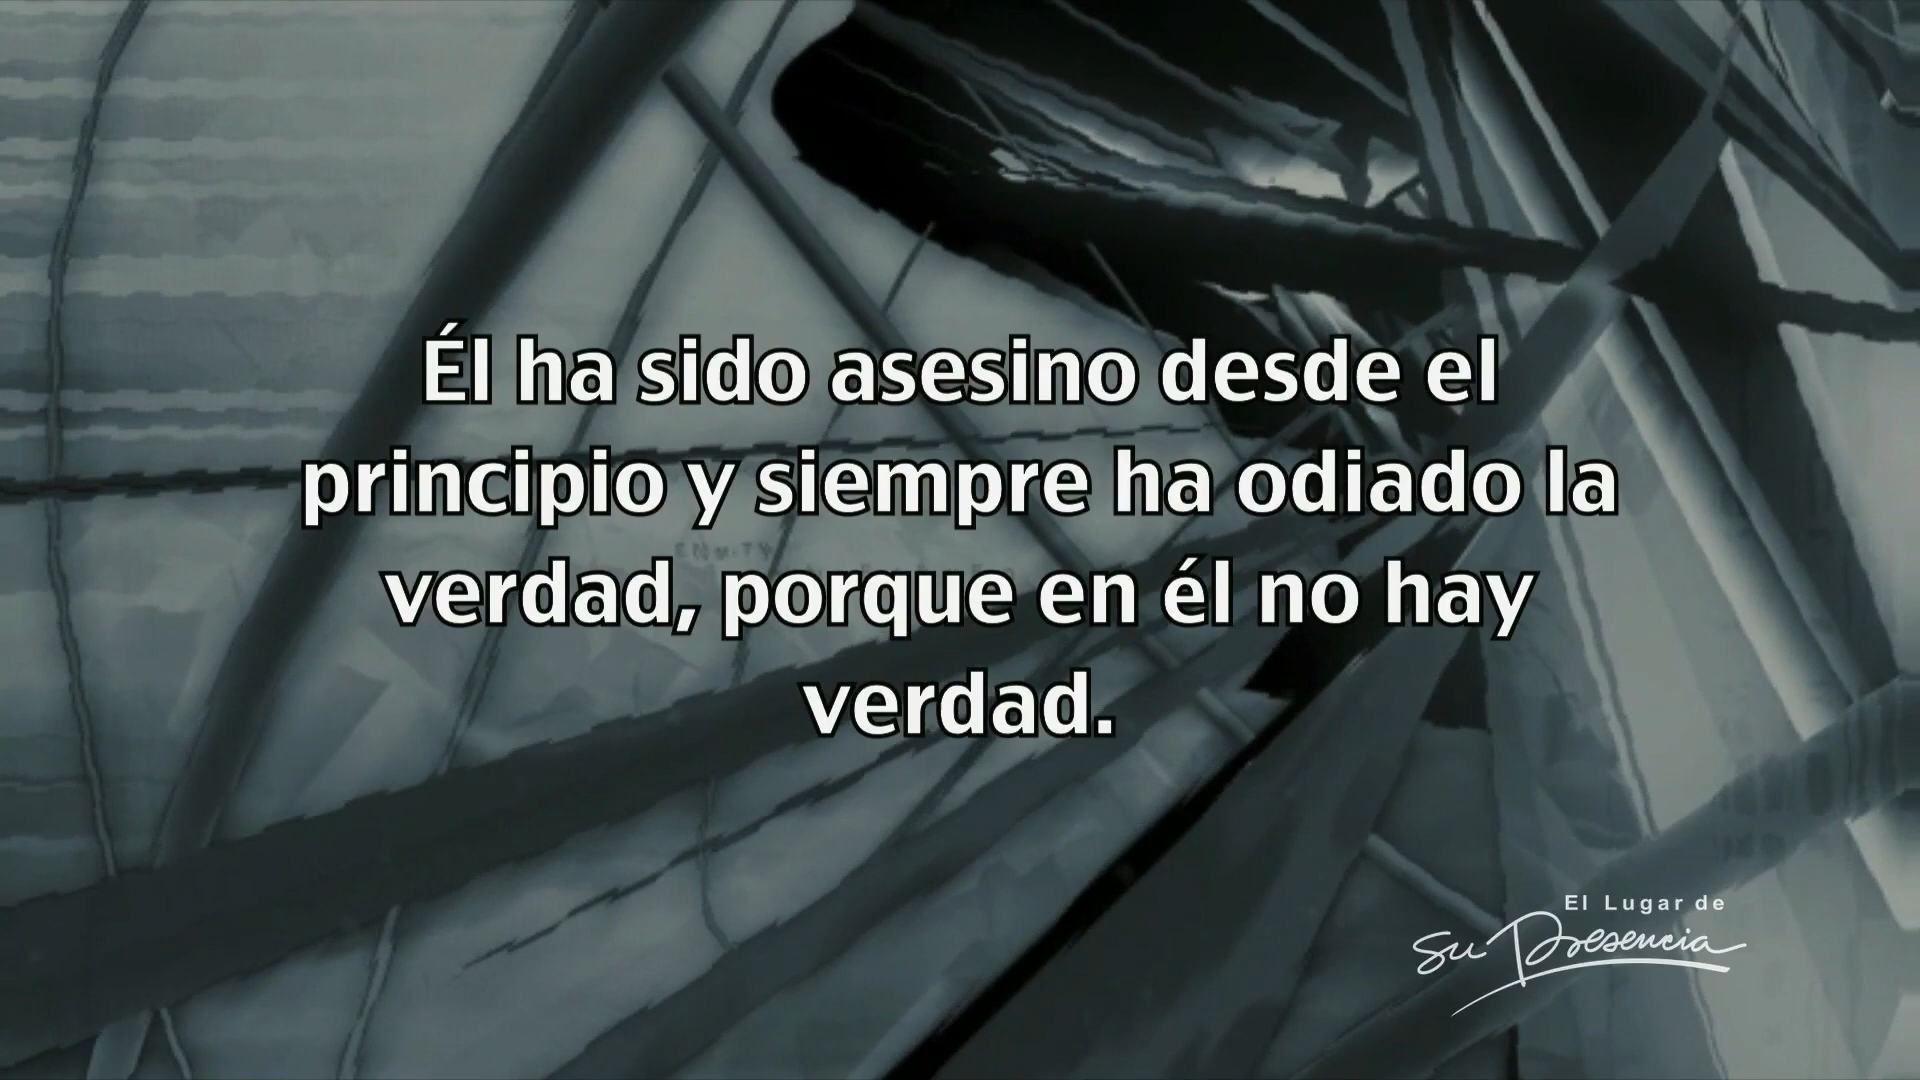 Él ha sido asesino desde el
principio y siempre ha odiado la
verdad, porque en él no hay
verdad.
El Lugar de
Su Presencia